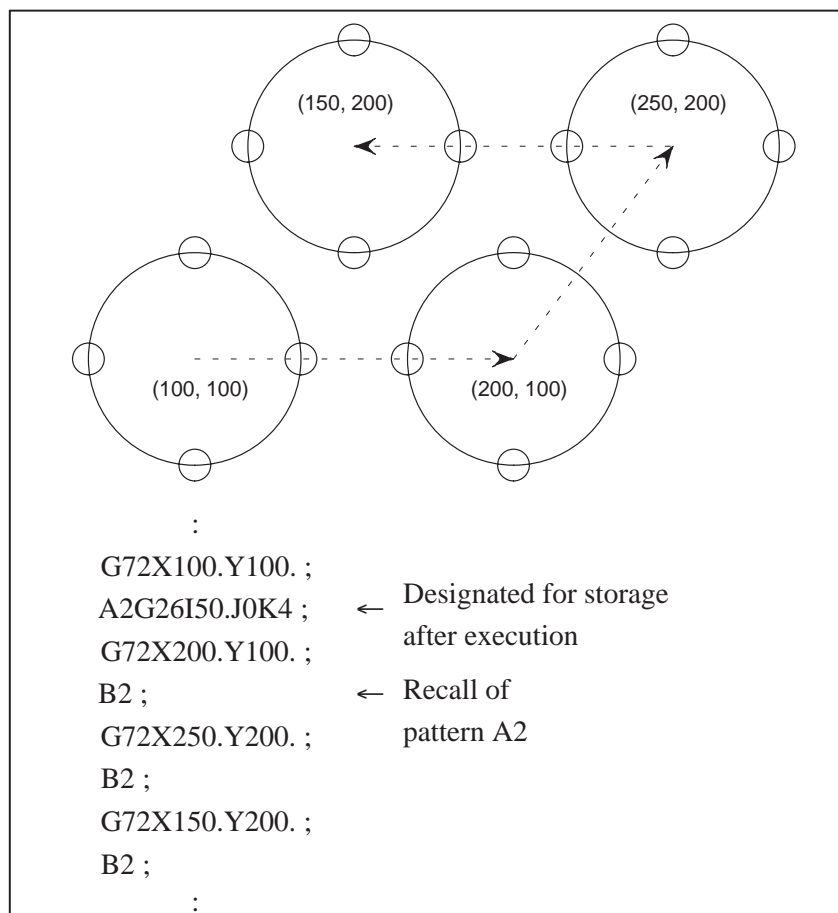 (150, 200)
(250, 200)
(100, 100)
(200, 100)
:
G72X100.Y100. ;
A2G26I50.J0K4 ;
← Designated for storage
after execution
G72X200.Y100. ;
B2 ;
← Recall of
pattern A2
G72X250.Y200. ;
B2 ;
G72X150.Y200. ;
B2 ;
: